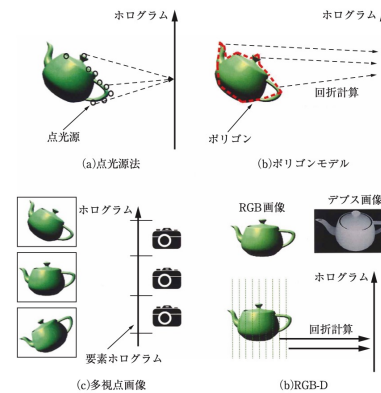 ホログラム
点光源
(a)点光源法
ホログラム
回折計算
ポリゴン
(b)ポリゴンモデル
ホログラム
要素ホログラム
(c)多視点画像
RGB画像
デプス画像
ホログラム
回折計算
(b)RGB-D